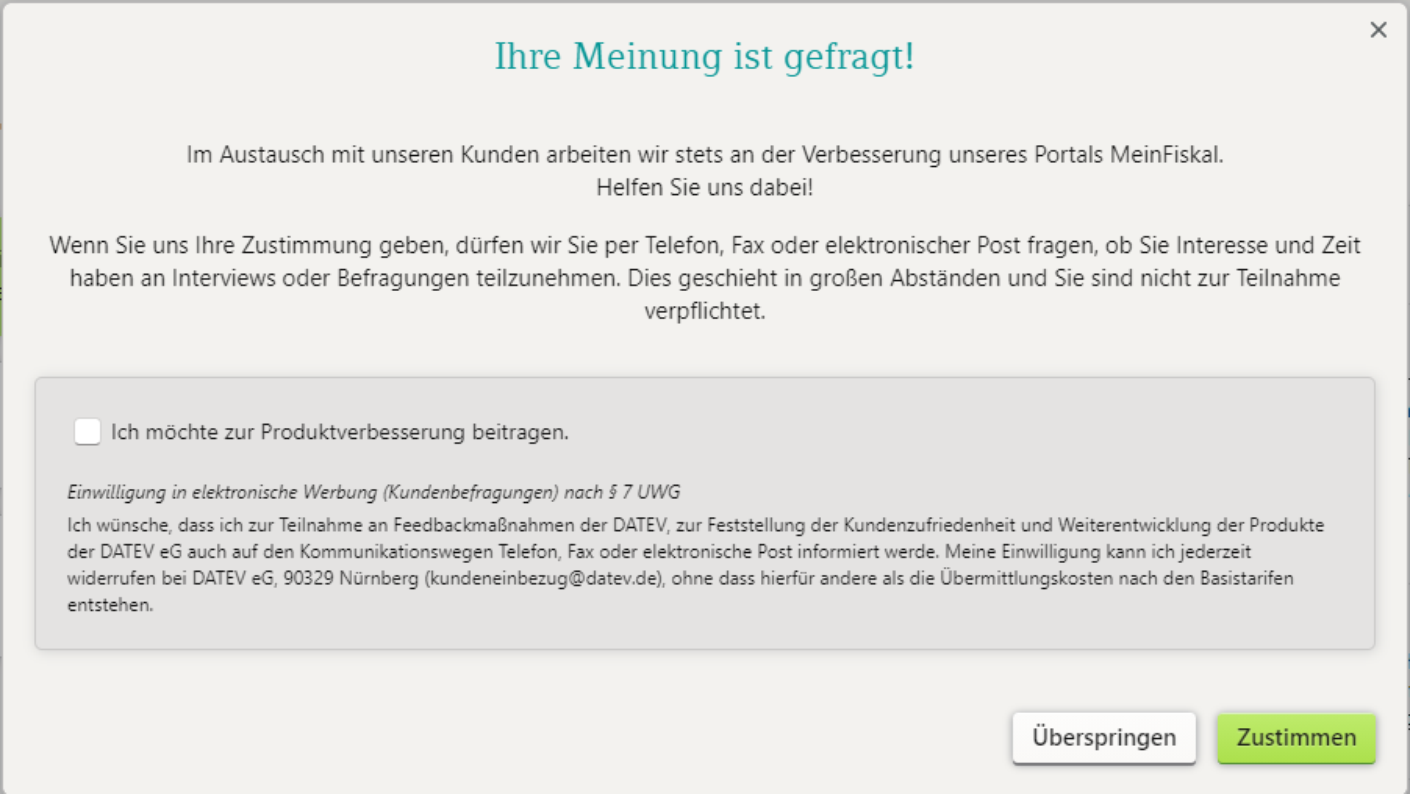 Ihre Meinung ist gefragt!
Im Austausch mit unseren Kunden arbeiten wir stets an der Verbesserung unseres Portals MeinFiskal.
Helfen Sie uns dabei!
Wenn Sie uns Ihre Zustimmung geben, dürfen wir Sie per Telefon, Fax oder elektronischer Post fragen, ob Sie Interesse und Zeit
haben an Interviews oder Befragungen teilzunehmen. Dies geschieht in großen Abständen und Sie sind nicht zur Teilnahme
verpflichtet.
Ich möchte zur Produktverbesserung beitragen.
Einwilligung in elektronische Werbung (Kundenbefragungen) nach § 7 UWG
Ich wünsche, dass ich zur Teilnahme an Feedbackmaßnahmen der DATEV, zur Feststellung der Kundenzufriedenheit und Weiterentwicklung der Produkte
der DATEV eG auch auf den Kommunikationswegen Telefon, Fax oder elektronische Post informiert werde. Meine Einwilligung kann ich jederzeit
widerrufen bei DATEV eG, 90329 Nürnberg (kundeneinbezug@datev.de), ohne dass hierfür andere als die Übermittlungskosten nach den Basistarifen
entstehen.
Überspringen
Zustimmen